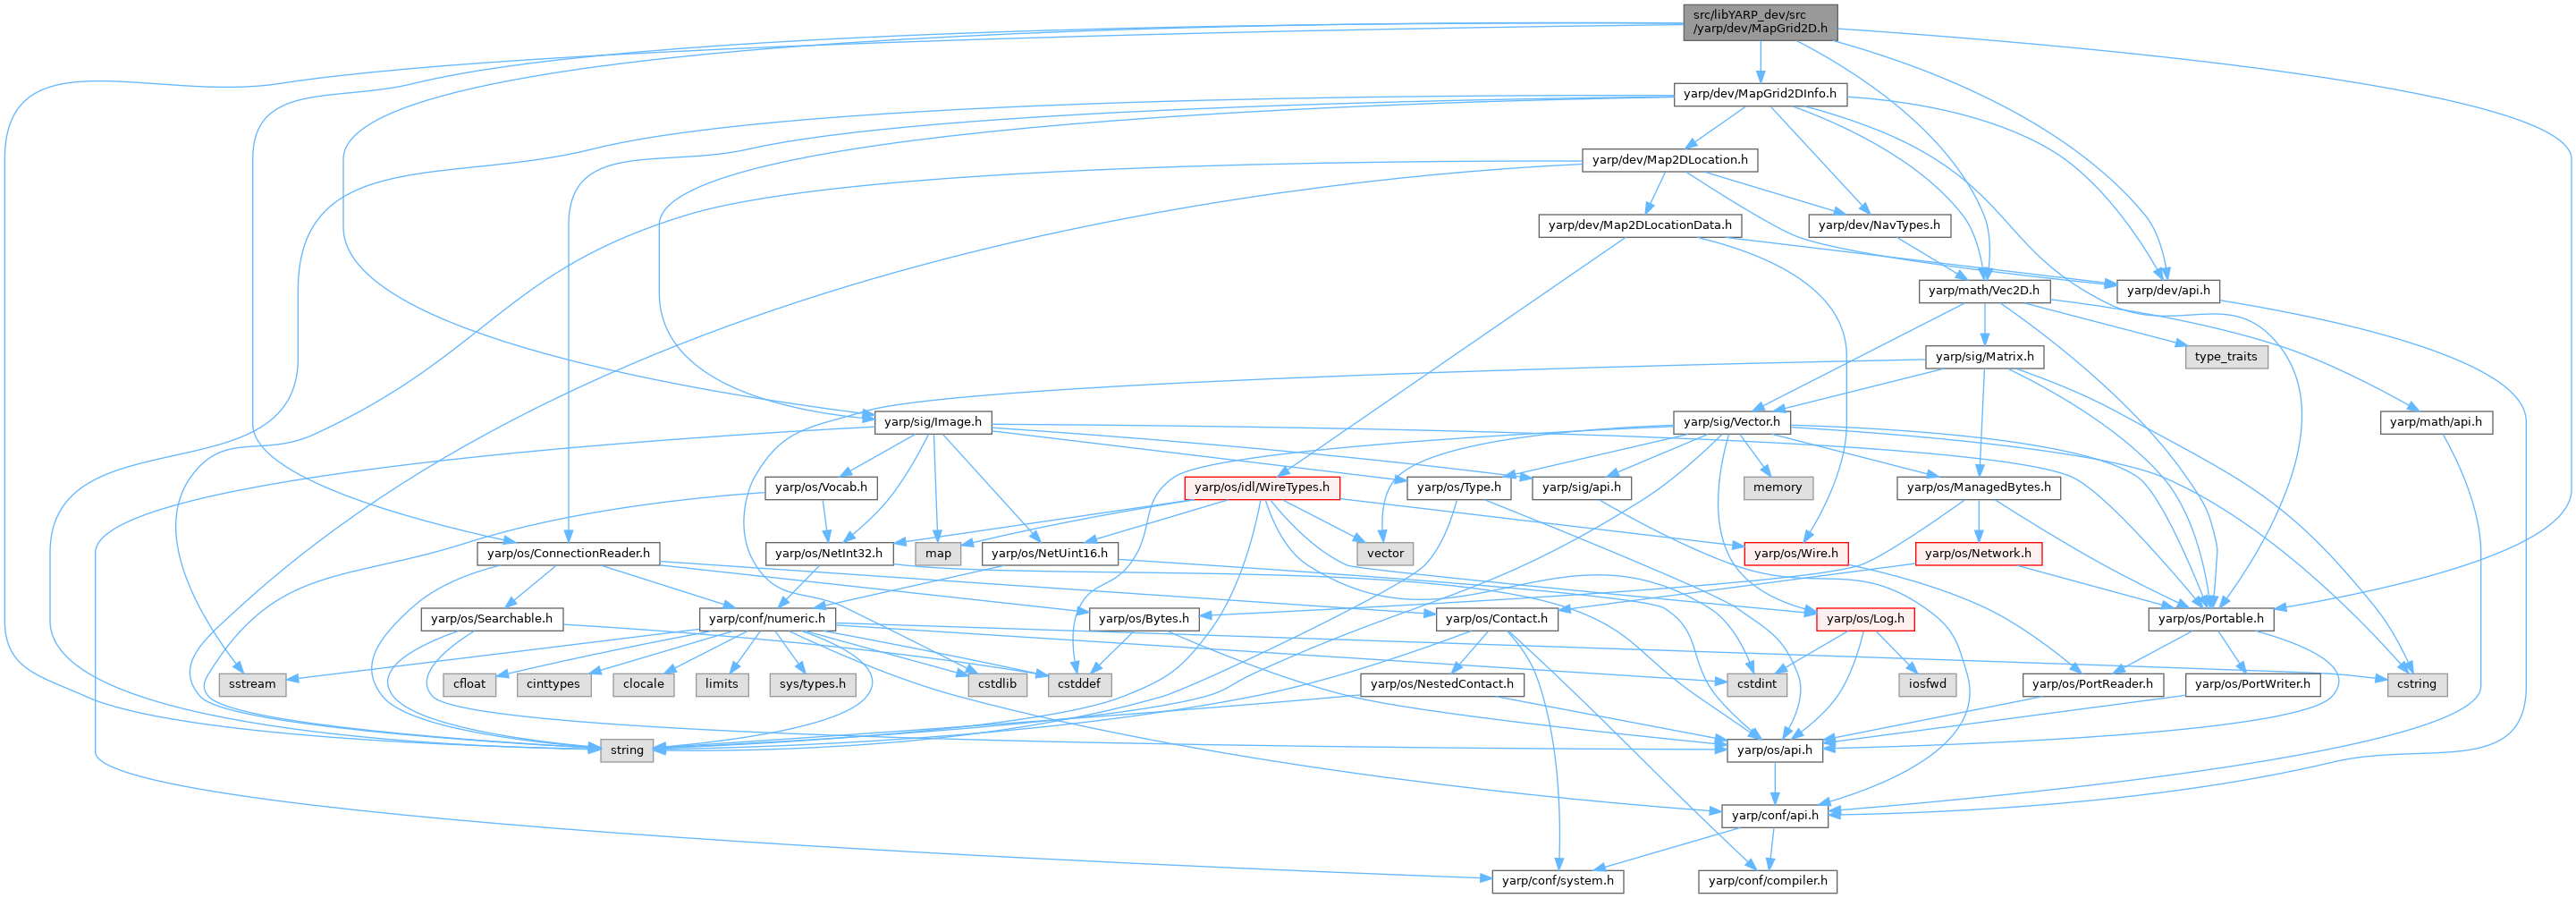 src/libYARP_dev/src
/yarp/dev/MapGrid2D.h
yarp/dev/MapGrid2DInfo.h
yarp/dev/Map2DLocation.h
yarp/dev/Map2DLocationData.h
yarp/dev/NavTypes.h
yarp/math/Vec2D.h
yarp/dev/api.h
yarp/sig/Matrix.h
type_traits
yarp/sig/Image.h
yarp/sig/Vector.h
yarp/math/api.h
yarp/os/Vocab.h
yarp/os/idl/WireTypes.h
yarp/os/Type.h
yarp/sig/api.h
memory
yarp/os/ManagedBytes.h
yarp/os/ConnectionReader.h
yarp/os/NetInt32.h
map
yarp/os/NetUint16.h
vector
yarp/os/Wire.h
yarp/os/Network.h
yarp/os/Searchable.h
yarp/conf/numeric.h
yarp/os/Bytes.h
yarp/os/Contact.h
yarp/os/Log.h
yarp/os/Portable.h
sstream
cfloat
cinttypes
clocale
limits
sys/types.h
cstdlib
cstddef
yarp/os/NestedContact.h
cstdint
iosfwd
yarp/os/PortReader.h
yarp/os/PortWriter.h
cstring
string
yarp/os/api.h
yarp/conf/api.h
yarp/conf/system.h
yarp/conf/compiler.h